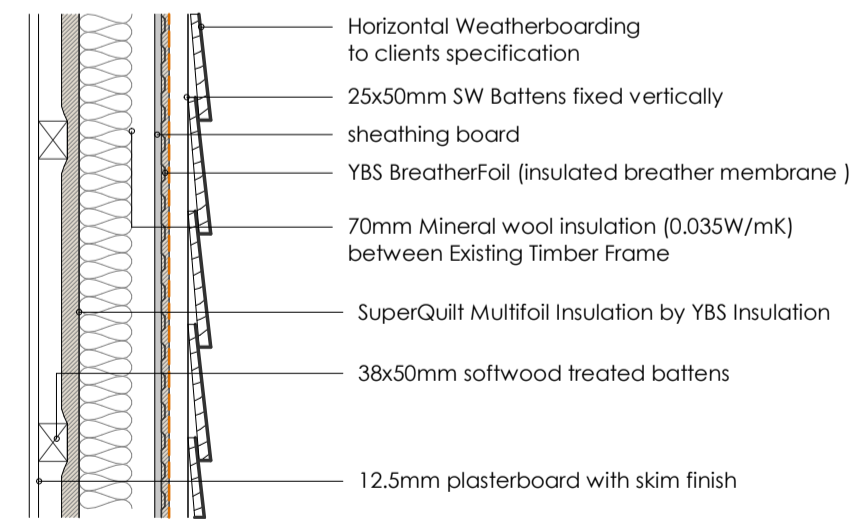 Horizontal Weatherboarding
to clients specification
25x50mm SW Battens fixed vertically
sheathing board
YBS BreatherFoil (insulated breather membrane )
70mm Mineral wool insulation (0.035W/mK)
between Existing Timber Frame
SuperQuilt Multifoil Insulation by YBS Insulation
38x50mm softwood treated battens
12.5mm plasterboard with skim finish